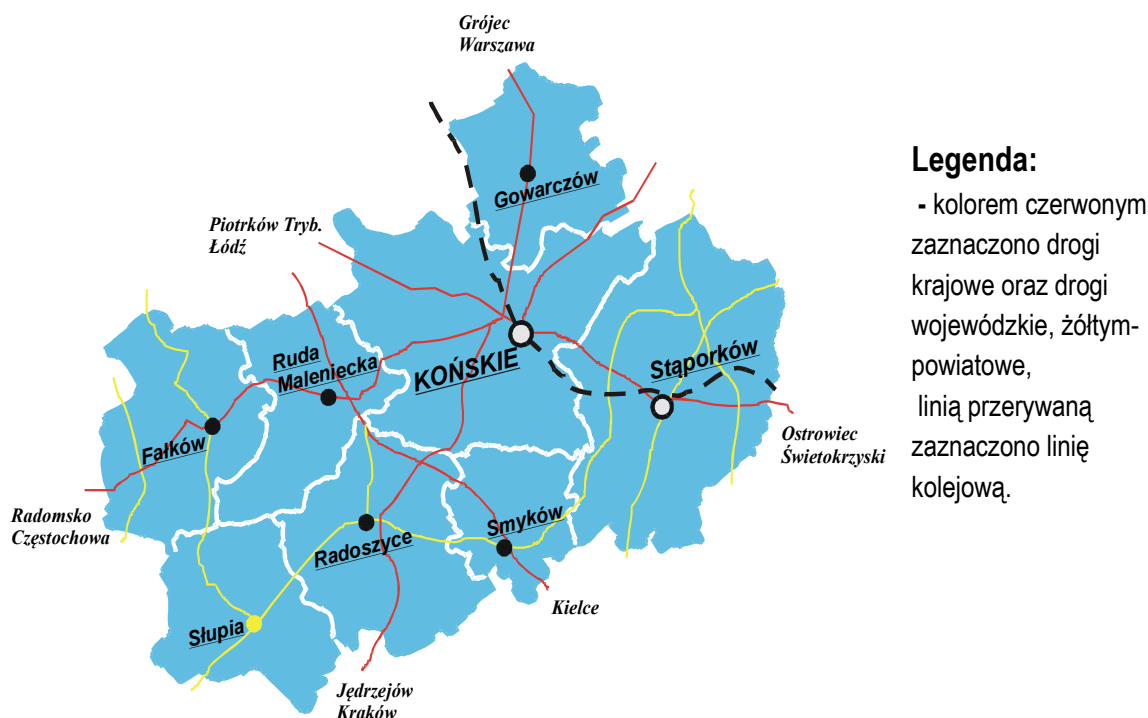 Grójec
Warszawa
Gowarczów
Piotrków Tryb.
Łódź
Ruda
Maleniecka
KOŃSKIE
Stąporków
Fałków
Ostrowiec
Świetokrzyski
Radomsko
Częstochowa
Radoszyce
Smyków
Kielce
Słupia
Jędrzejów
Kraków
Legenda:
- kolorem czerwonym
zaznaczono drogi
krajowe oraz drogi
wojewódzkie, żółtym-
powiatowe,
linią przerywaną
zaznaczono linię
kolejową.